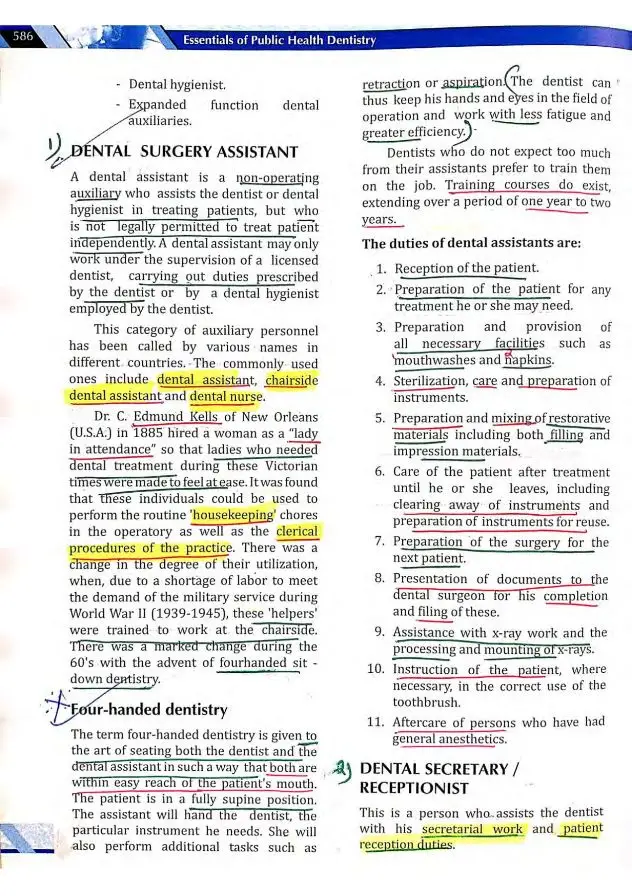 586
Essentials of Public Health Dentistry
- Dental hygienist.
- Expanded function dental
auxiliaries.
1)
DENTAL SURGERY ASSISTANT
A dental assistant is a non-operating
auxiliary who assists the dentist or dental
hygienist in treating patients, but who
is not legally permitted to treat patient
independently. A dental assistant may only
work under the supervision of a licensed
dentist, carrying out duties prescribed
by the dentist or by a dental hygienist
employed by the dentist.
This category of auxiliary personnel
has been called by various names in
different countries. The commonly used
ones include dental assistant, chairside
dental assistant and dental nurse.
Dr. C. Edmund Kells of New Orleans
(U.S.A.) in 1885 hired a woman as a "lady
in attendance" so that ladies who needed
dental treatment during these Victorian
times were made to feel at ease. It was found
that these individuals could be used to
perform the routine 'housekeeping' chores
in the operatory as well as the clerical
procedures of the practice. There was a
change in the degree of their utilization,
when, due to a shortage of labor to meet
the demand of the military service during
World War II (1939-1945), these 'helpers'
were trained to work at the chairside.
There was a marked change during the
60's with the advent of fourhanded sit -
down dentistry.
Four-handed dentistry
The term four-handed dentistry is given to
the art of seating both the dentist and the
dental assistant in such a way that both are
within easy reach of the patient's mouth.
The patient is in a fully supine position.
The assistant will hand the dentist, the
particular instrument he needs. She will
also perform additional tasks such as
retraction or aspiration. The dentist can
thus keep his hands and eyes in the field of
operation and work with less fatigue and
greater efficiency.
Dentists who do not expect too much
from their assistants prefer to train them
on the job. Training courses do exist,
extending over a period of one year to two
years.
The duties of dental assistants are:
1. Reception of the patient.
2. Preparation of the patient for any
treatment he or she may need.
3. Preparation and provision of
all necessary facilities such as
mouthwashes and napkins.
4. Sterilization, care and preparation of
instruments.
5. Preparation and mixing of restorative
materials including both filling and
impression materials.
6. Care of the patient after treatment
until he or she leaves, including
clearing away of instruments and
preparation of instruments for reuse.
7. Preparation of the surgery for the
next patient.
8. Presentation of documents to the
dental surgeon for his completion
and filing of these.
9. Assistance with x-ray work and the
processing and mounting of x-rays.
10. Instruction of the patient, where
necessary, in the correct use of the
toothbrush.
11. Aftercare of persons who have had
general anesthetics.
2)
DENTAL SECRETARY /
RECEPTIONIST
This is a person who assists the dentist
with his secretarial work and patient
reception duties.